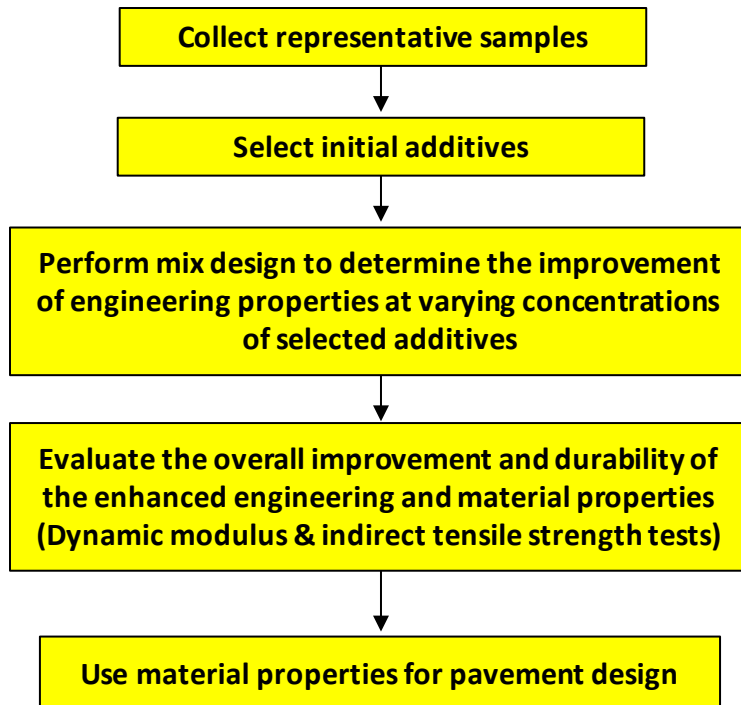 Collect representative samples
Select initial additives
Perform mix design to determine the improvement
of engineering properties at varying concentrations
of selected additives
Evaluate the overall improvement and durability of
the enhanced engineering and material properties
(Dynamic modulus & indirect tensile strength tests)
Use material properties for pavement design